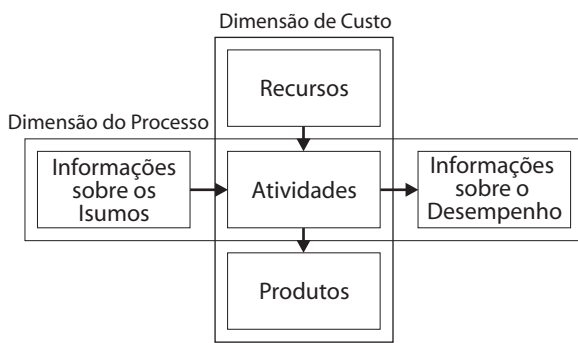 Dimensão de Custo
Recursos
Dimensão do Processo
Informações
sobre os
Isumos
Atividades
Informações
sobre o
Desempenho
Produtos